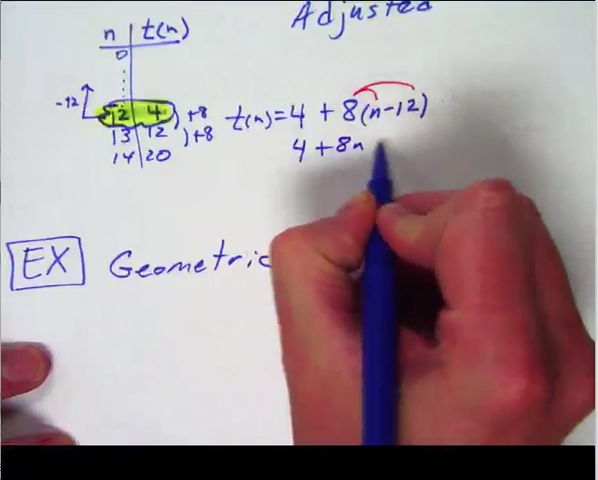 Adjusted
n t(n)
0
-12 12 4 +8 t(n)=4 + 8(n-12)
13 12 +8 4 +8n
14 20
EX Geometric